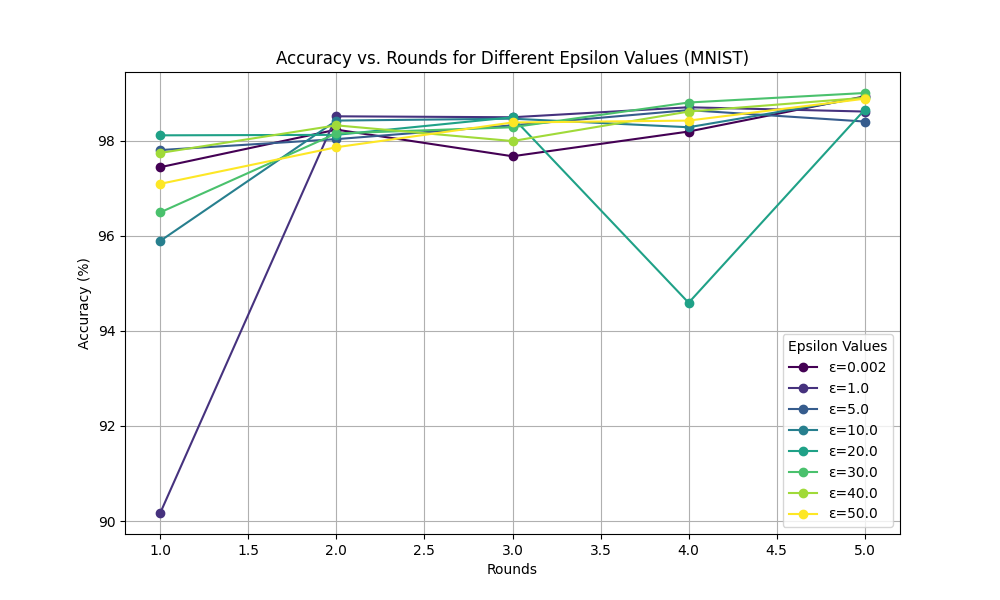 Accuracy vs. Rounds for Different Epsilon Values (MNIST)
Accuracy (%)
98
96
94
92
90
1.0 1.5 2.0 2.5 3.0 3.5 4.0 4.5 5.0
Rounds
Epsilon Values
ε=0.002
ε=1.0
ε=5.0
ε=10.0
ε=20.0
ε=30.0
ε=40.0
ε=50.0